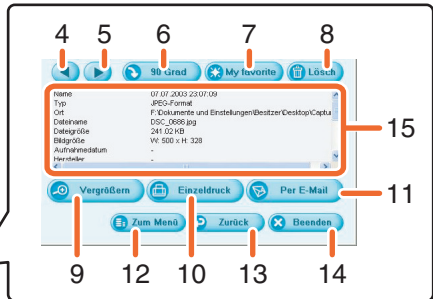 4 5 6 7 8
90 Grad My favorite Lösch
Name 07.07.2003 23:07:09
Typ JPEG-Format
Ort F:\Dokumente und Einstellungen\Besitzer\Desktop\Captu
Dateiname DSC_0686.jpg
Dateigröße 241.02 KB
Bildgröße W: 500 x H: 328
Aufnahmedatum -
Hersteller -
15
Vergrößern Einzeldruck Per E-Mail
11
Zum Menü Zurück Beenden
9 12 10 13 14